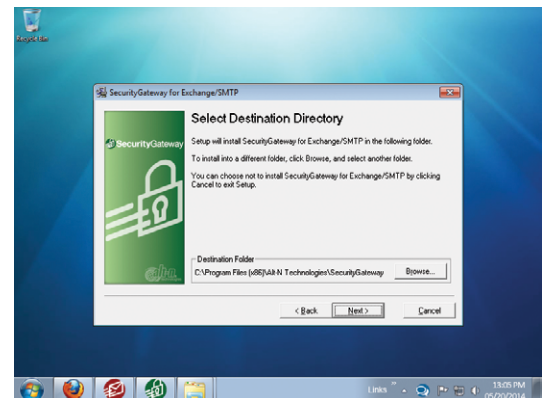 Recycle Bin
SecurityGateway for Exchange/SMTP
Select Destination Directory
SecurityGateway
Setup will install SecurityGateway for Exchange/SMTP in the following folder.
To install into a different folder, click Browse, and select another folder.
You can choose not to install SecurityGateway for Exchange/SMTP by clicking
Cancel to exit Setup.
Destination Folder
C:\Program Files (x86)\Alt-N Technologies\SecurityGateway
Browse...
< Back
Next >
Cancel
Links
13:05 PM
05/20/2014